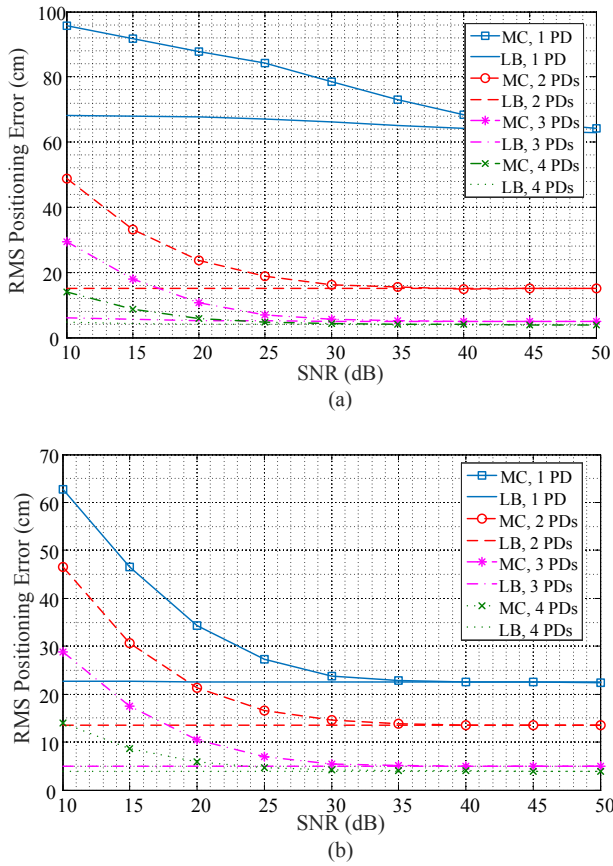 100
80
60
40
20
0
RMS Positioning Error (cm)
MC, 1 PD
LB, 1 PD
MC, 2 PDs
LB, 2 PDs
MC, 3 PDs
LB, 3 PDs
MC, 4 PDs
LB, 4 PDs
10 15 20 25 30 35 40 45 50
SNR (dB)
(a)
70
60
50
40
30
20
10
0
RMS Positioning Error (cm)
MC, 1 PD
LB, 1 PD
MC, 2 PDs
LB, 2 PDs
MC, 3 PDs
LB, 3 PDs
MC, 4 PDs
LB, 4 PDs
10 15 20 25 30 35 40 45 50
SNR (dB)
(b)